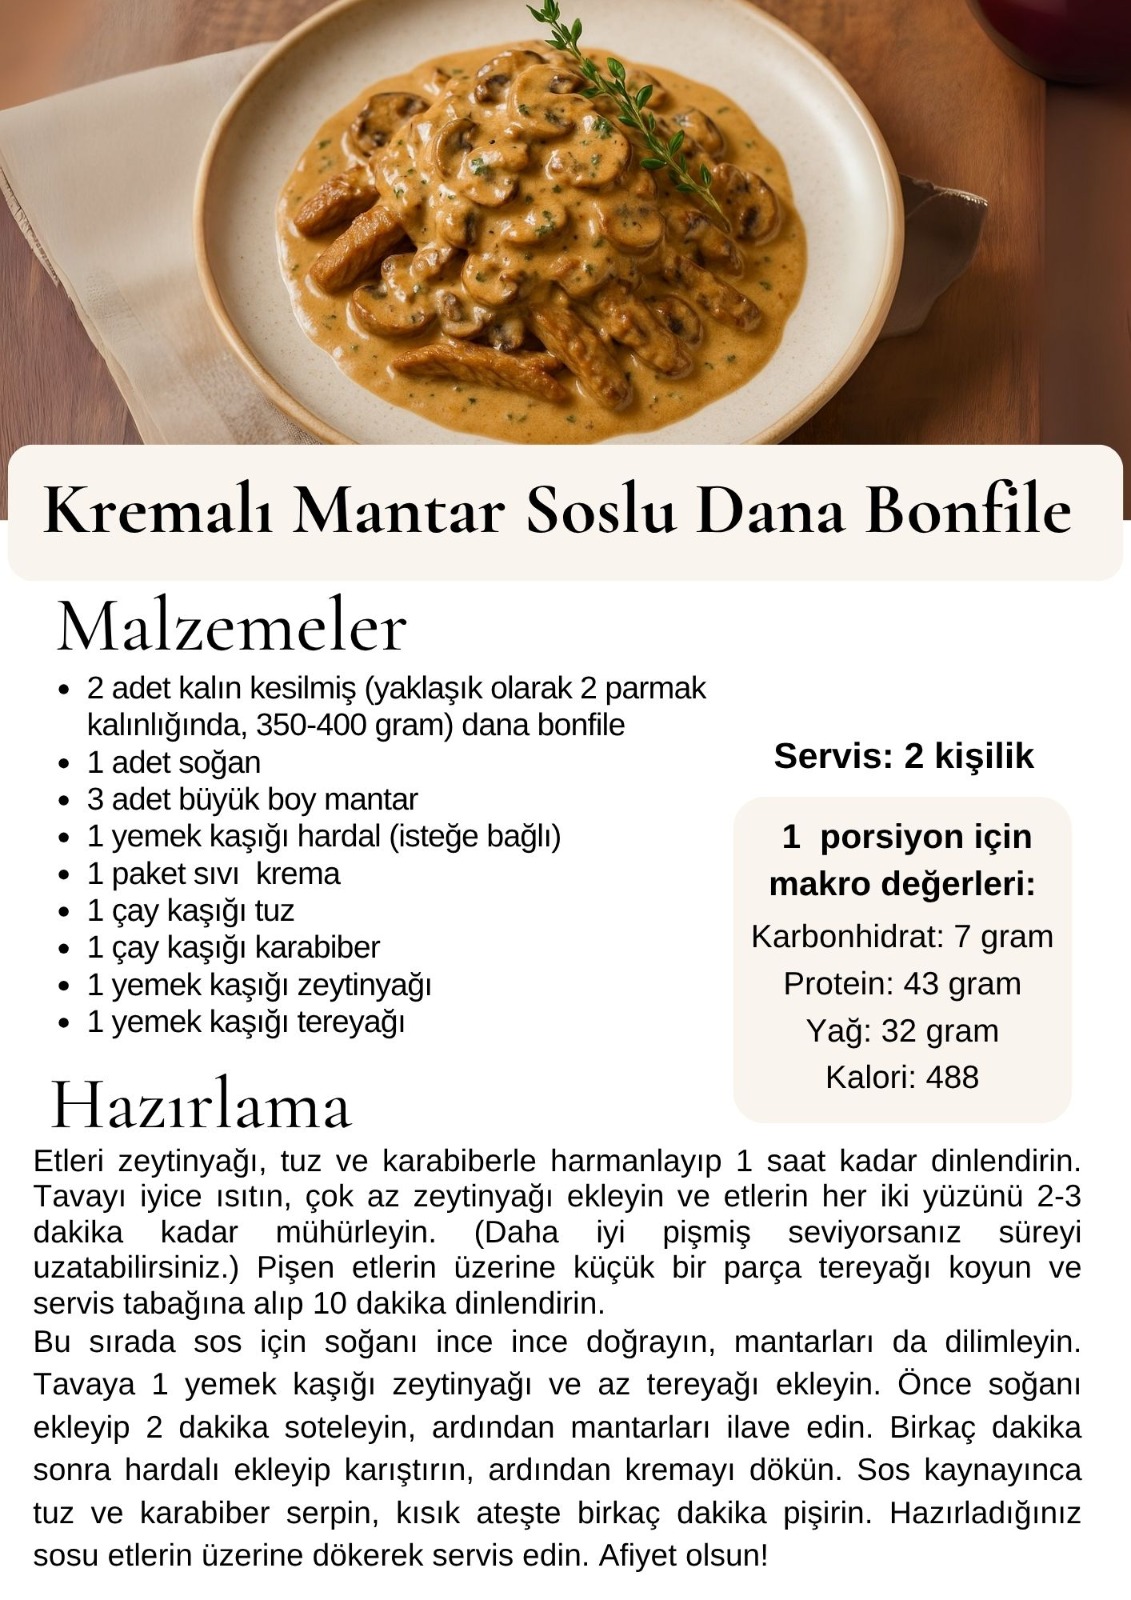 Kremalı Mantar Soslu Dana Bonfile
Malzemeler
• 2 adet kalın kesilmiş (yaklaşık olarak 2 parmak
kalınlığında, 350-400 gram) dana bonfile
• 1 adet soğan
• 3 adet büyük boy mantar
• 1 yemek kaşığı hardal (isteğe bağlı)
• 1 paket sıvı  krema
• 1 çay kaşığı tuz
• 1 çay kaşığı karabiber
• 1 yemek kaşığı zeytinyağı
• 1 yemek kaşığı tereyağı
Servis: 2 kişilik
1  porsiyon için
makro değerleri:
Karbonhidrat: 7 gram
Protein: 43 gram
Yağ: 32 gram
Kalori: 488
Hazırlama
Etleri zeytinyağı, tuz ve karabiberle harmanlayıp 1 saat kadar dinlendirin.
Tavayı iyice ısıtın, çok az zeytinyağı ekleyin ve etlerin her iki yüzünü 2-3
dakika kadar mühürleyin. (Daha iyi pişmiş seviyorsanız süreyi
uzatabilirsiniz.) Pişen etlerin üzerine küçük bir parça tereyağı koyun ve
servis tabağına alıp 10 dakika dinlendirin.
Bu sırada sos için soğanı ince ince doğrayın, mantarları da dilimleyin.
Tavaya 1 yemek kaşığı zeytinyağı ve az tereyağı ekleyin. Önce soğanı
ekleyip 2 dakika soteleyin, ardından mantarları ilave edin. Birkaç dakika
sonra hardalı ekleyip karıştırın, ardından kremayı dökün. Sos kaynayınca
tuz ve karabiber serpin, kısık ateşte birkaç dakika pişirin. Hazırladığınız
sosu etlerin üzerine dökerek servis edin. Afiyet olsun!